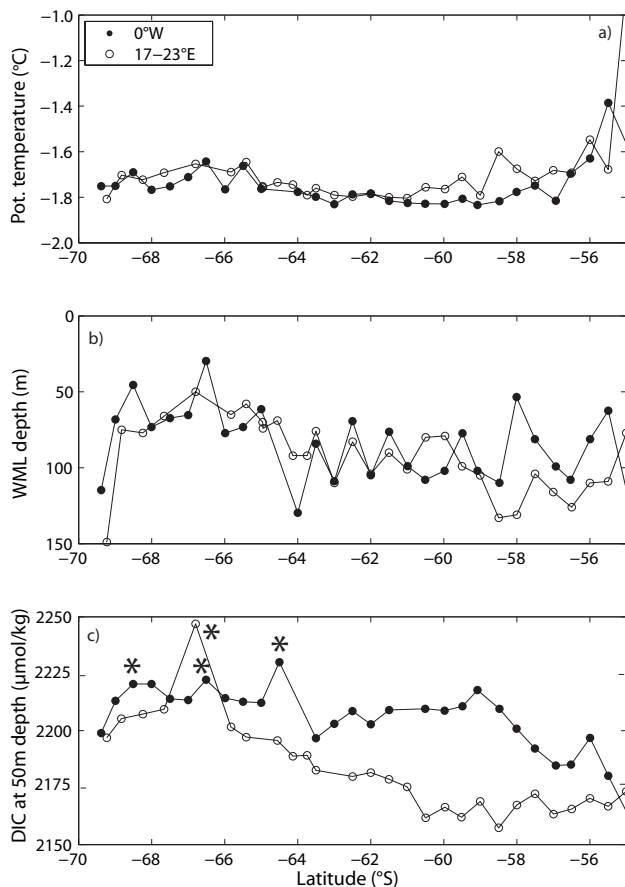 −1.0
0°W
17−23°E
a)
−1.2
−1.4
−1.6
−1.8
−2.0
Pot. temperature (°C)
−70 −68 −66 −64 −62 −60 −58 −56
0
b)
50
100
150
WML depth (m)
−70 −68 −66 −64 −62 −60 −58 −56
2250
c)
* * * *
2225
2200
2175
2150
DIC at 50m depth (μmol/kg)
−70 −68 −66 −64 −62 −60 −58 −56
Latitude (°S)